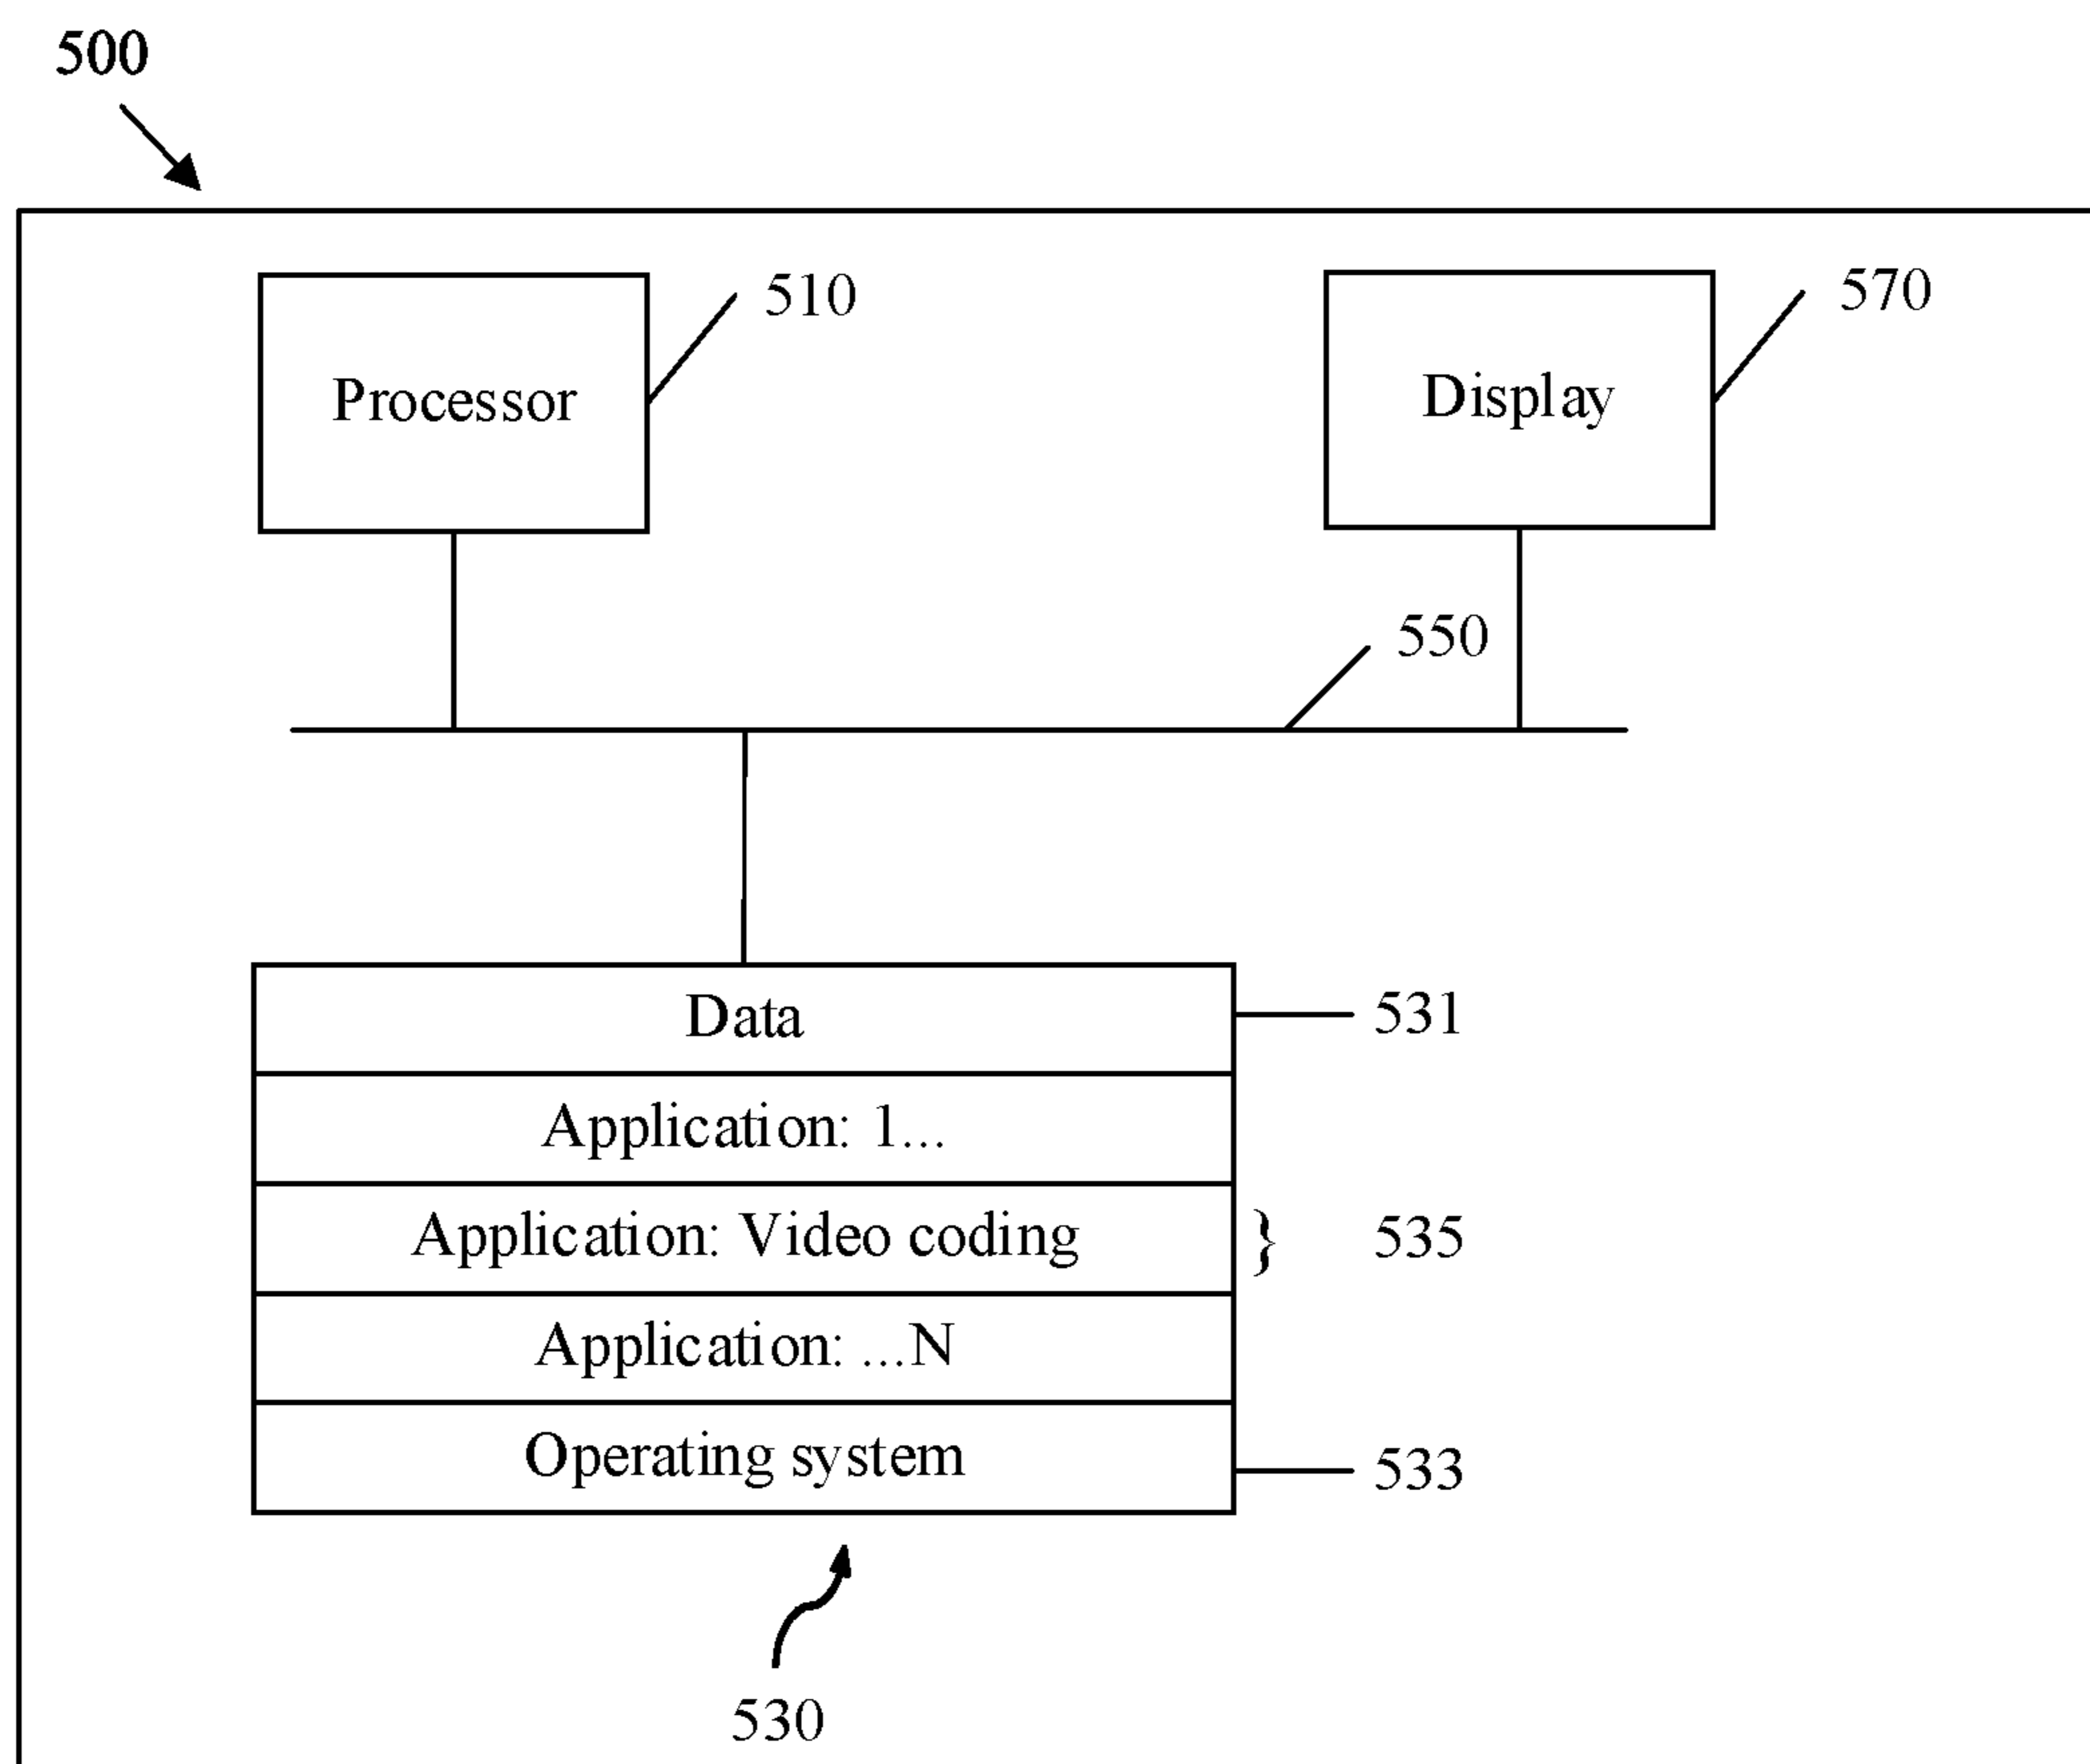 500
Processor
510
Display
570
550
Data
531
Application: 1...
Application: Video coding
} 535
Application: ...N
Operating system
533
530